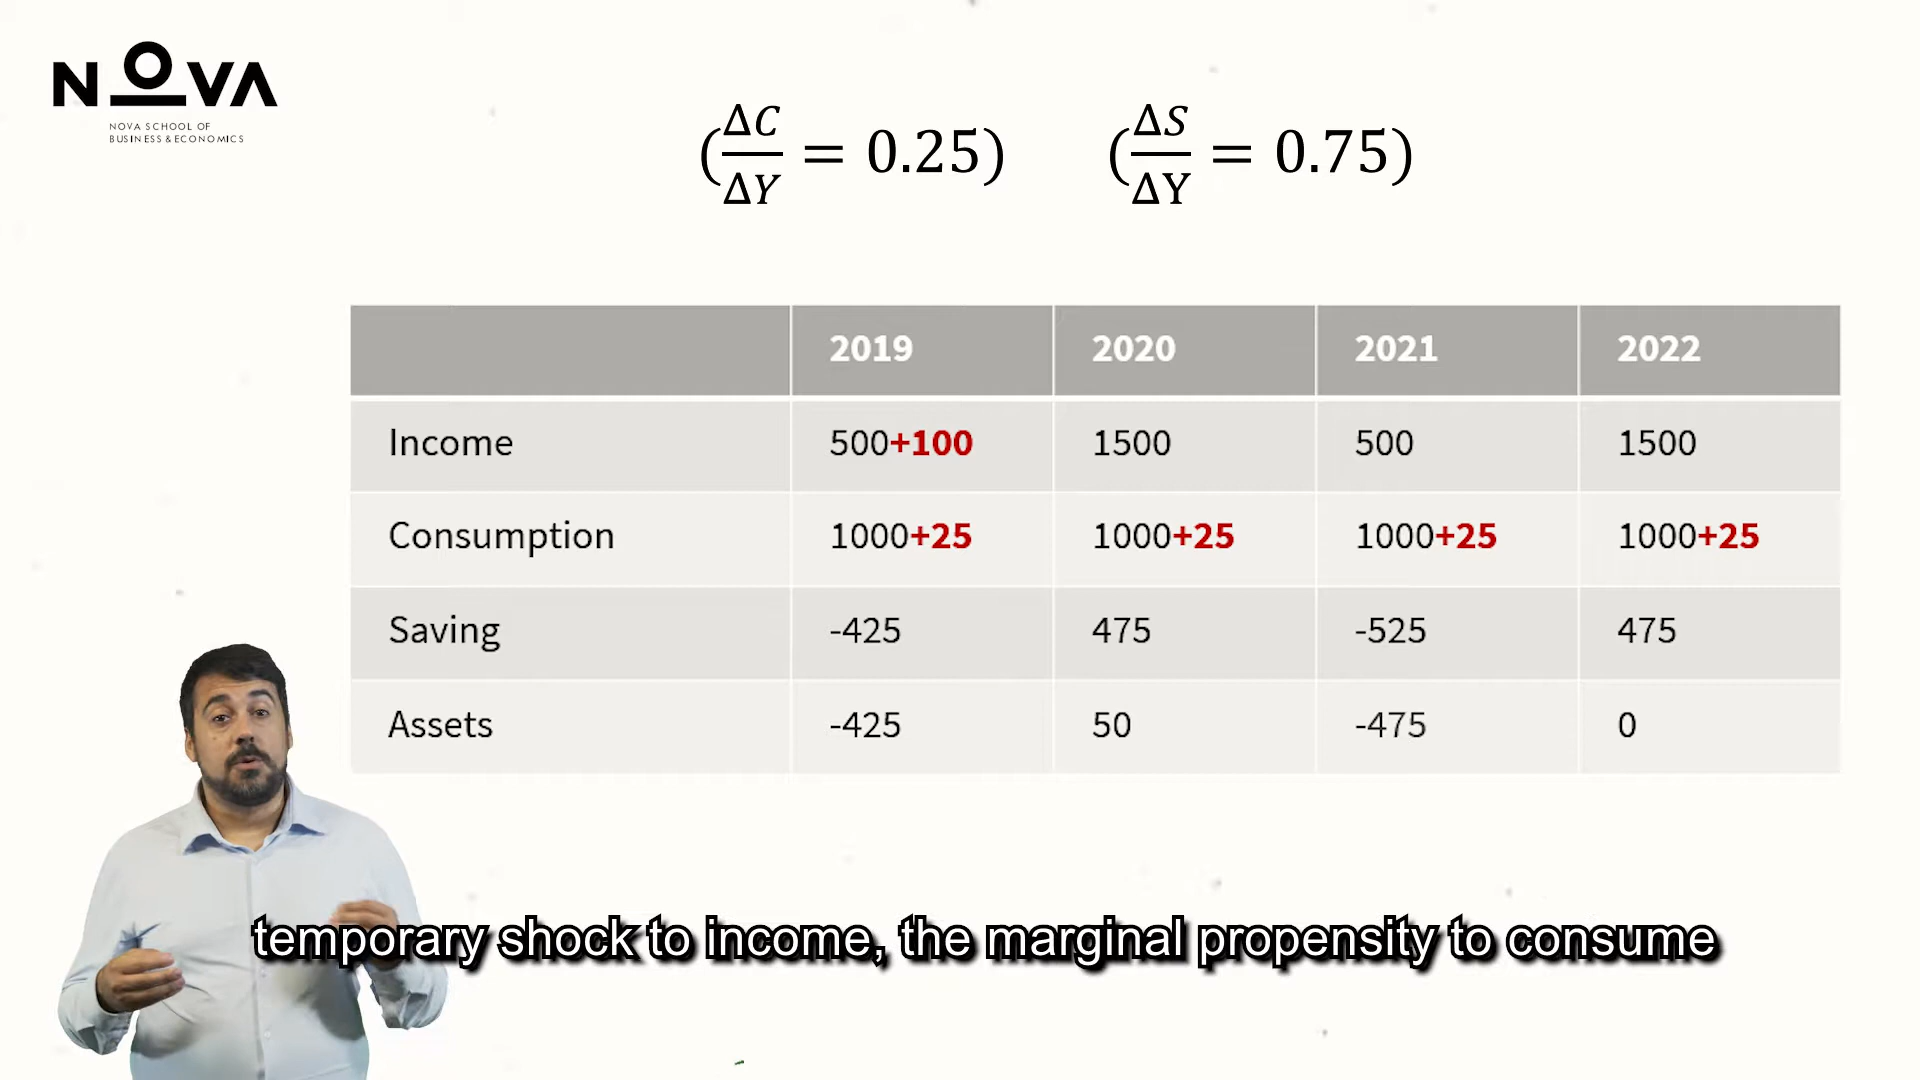 NOVA
NOVA SCHOOL OF
BUSINESS & ECONOMICS
(ΔC/ΔY = 0.25) (ΔS/ΔY = 0.75)
2019 2020 2021 2022
Income 500+100 1500 500 1500
Consumption 1000+25 1000+25 1000+25 1000+25
Saving -425 475 -525 475
Assets -425 50 -475 0
temporary shock to income, the marginal propensity to consume